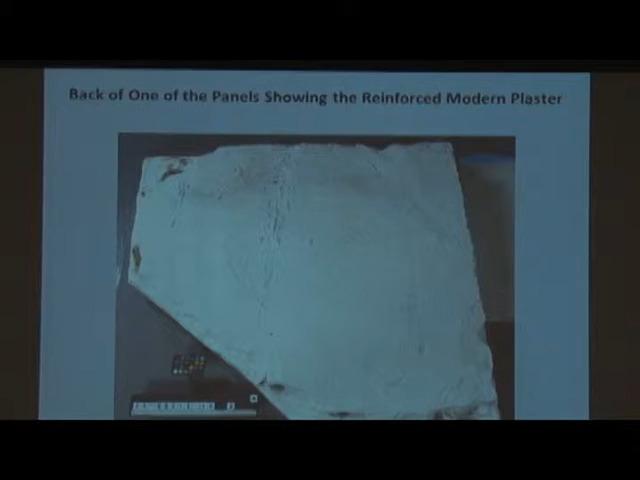 Back of One of the Panels Showing the Reinforced Modern Plaster